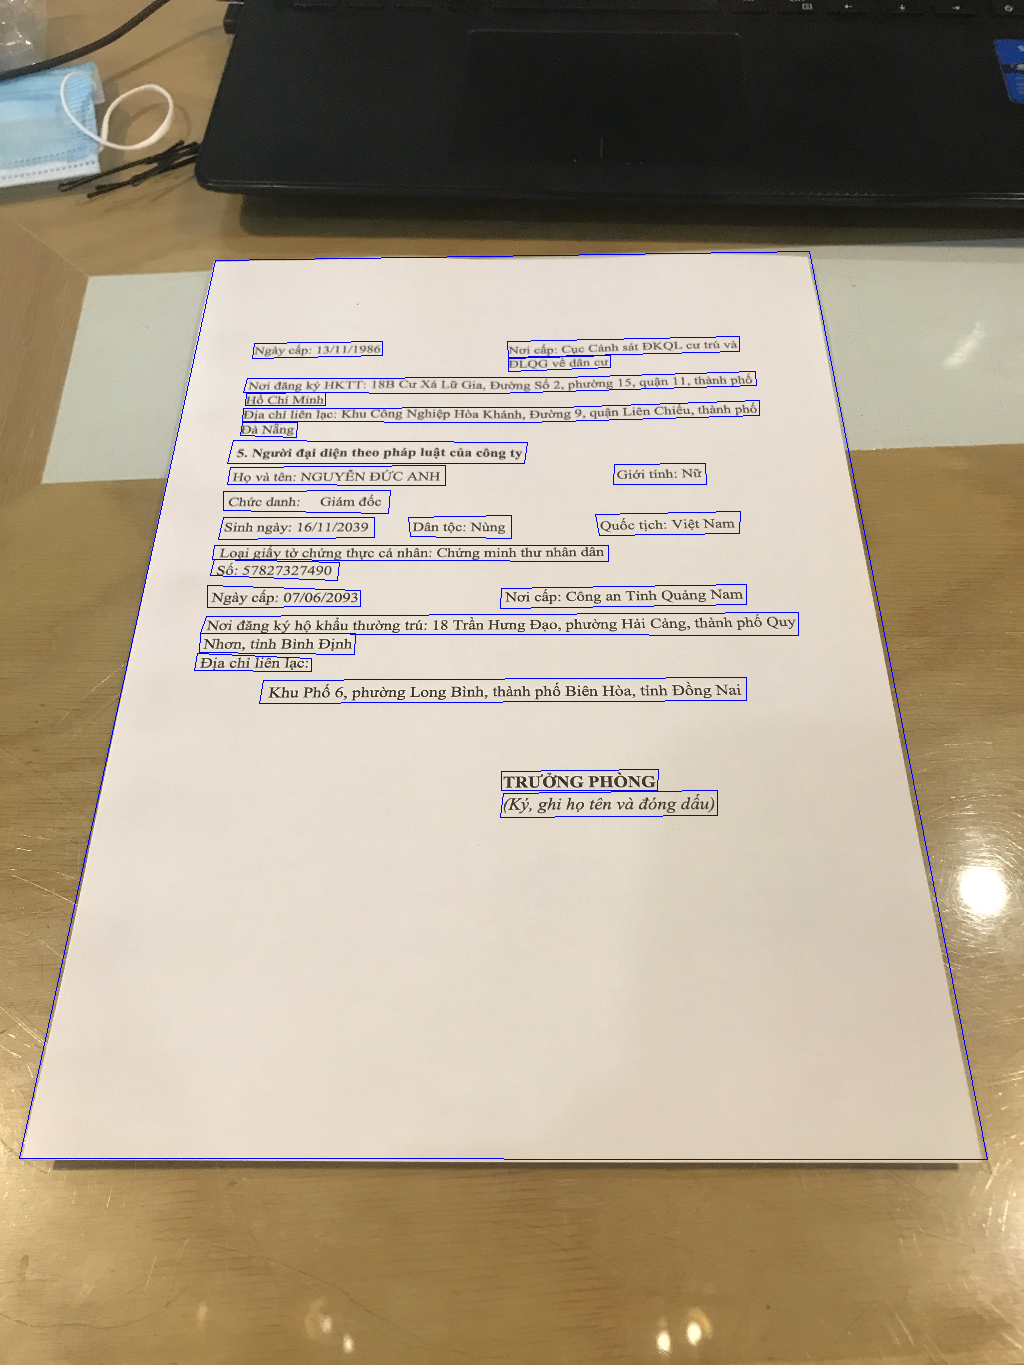 Ngày cấp: 13/11/1986 Nơi cấp: Cục Cảnh sát ĐKQL cư trú và
ĐLQG về dân cư
Nơi đăng ký HKTT: 18B Cư Xá Lữ Gia, Đường Số 2, phường 15, quận 11, thành phố
Hồ Chí Minh
Địa chỉ liên lạc: Khu Công Nghiệp Hòa Khánh, Đường 9, quận Liên Chiểu, thành phố
Đà Nẵng
5. Người đại diện theo pháp luật của công ty
Họ và tên: NGUYỄN ĐỨC ANH Giới tính: Nữ
Chức danh: Giám đốc
Sinh ngày: 16/11/2039 Dân tộc: Nùng Quốc tịch: Việt Nam
Loại giấy tờ chứng thực cá nhân: Chứng minh thư nhân dân
Số: 57827327490
Ngày cấp: 07/06/2093 Nơi cấp: Công an Tỉnh Quảng Nam
Nơi đăng ký hộ khẩu thường trú: 18 Trần Hưng Đạo, phường Hải Cảng, thành phố Quy
Nhơn, tỉnh Bình Định
Địa chỉ liên lạc:
Khu Phố 6, phường Long Bình, thành phố Biên Hòa, tỉnh Đồng Nai
TRƯỞNG PHÒNG
(Ký, ghi họ tên và đóng dấu)